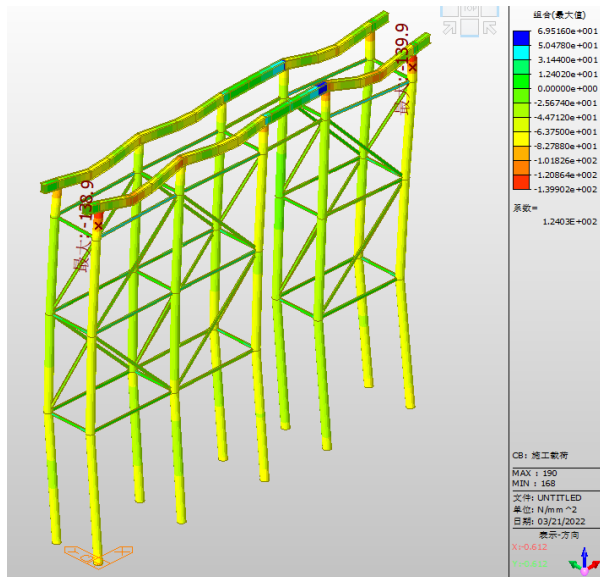 TOP
组合(最大值)
6.95160e+001
5.04780e+001
3.14400e+001
1.24020e+001
0.00000e+000
-2.56740e+001
-4.47120e+001
-6.37500e+001
-8.27880e+001
-1.01826e+002
-1.20864e+002
-1.39902e+002
系数=
1.2403E+002
最大: -139.9
最大: -138.9
CB: 施工载荷
MAX : 190
MIN : 168
文件: UNTITLED
单位: N/mm^2
日期: 03/21/2022
表示-方向
X:-0.612